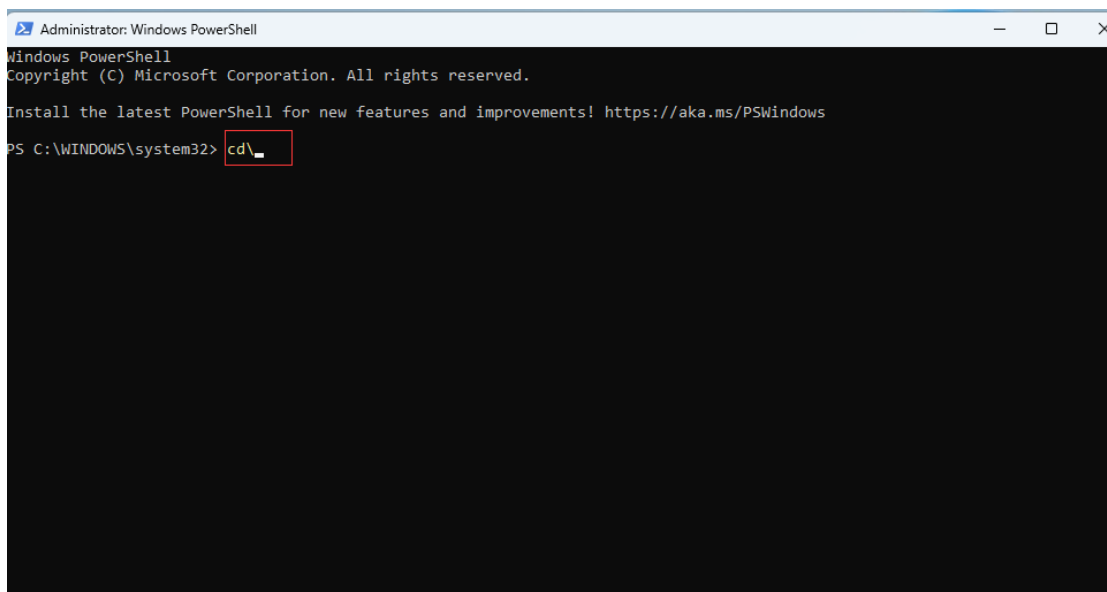 Administrator: Windows PowerShell
Windows PowerShell
Copyright (C) Microsoft Corporation. All rights reserved.
Install the latest PowerShell for new features and improvements! https://aka.ms/PSWindows
PS C:\WINDOWS\system32> cd\